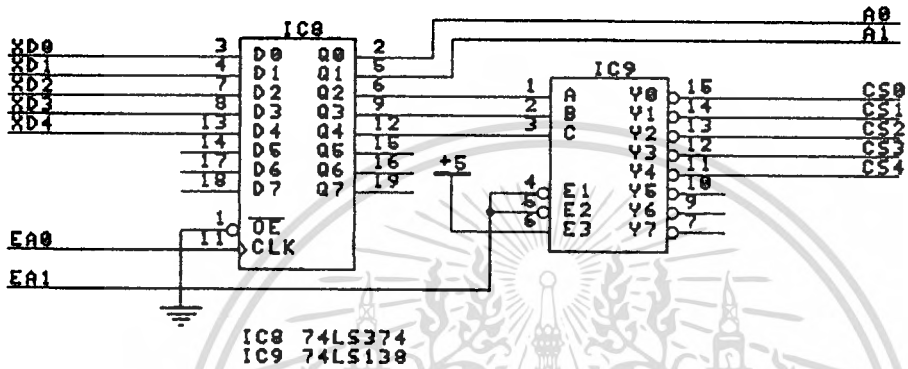 IC8
XD0 3 D0 Q0 2 A0
XD1 4 D1 Q1 5 A1
XD2 7 D2 Q2 6
XD3 8 D3 Q3 9
XD4 13 D4 Q4 12
14 D5 Q5 15
17 D6 Q6 16
18 D7 Q7 19
1 OE
EA0 11 CLK
EA1
IC9
1 A Y0 15 CS0
2 B Y1 14 CS1
3 C Y2 13 CS2
Y3 12 CS3
+5 Y4 11 CS4
4 E1 Y5 10
5 E2 Y6 9
6 E3 Y7 7
IC8 74LS374
IC9 74LS138